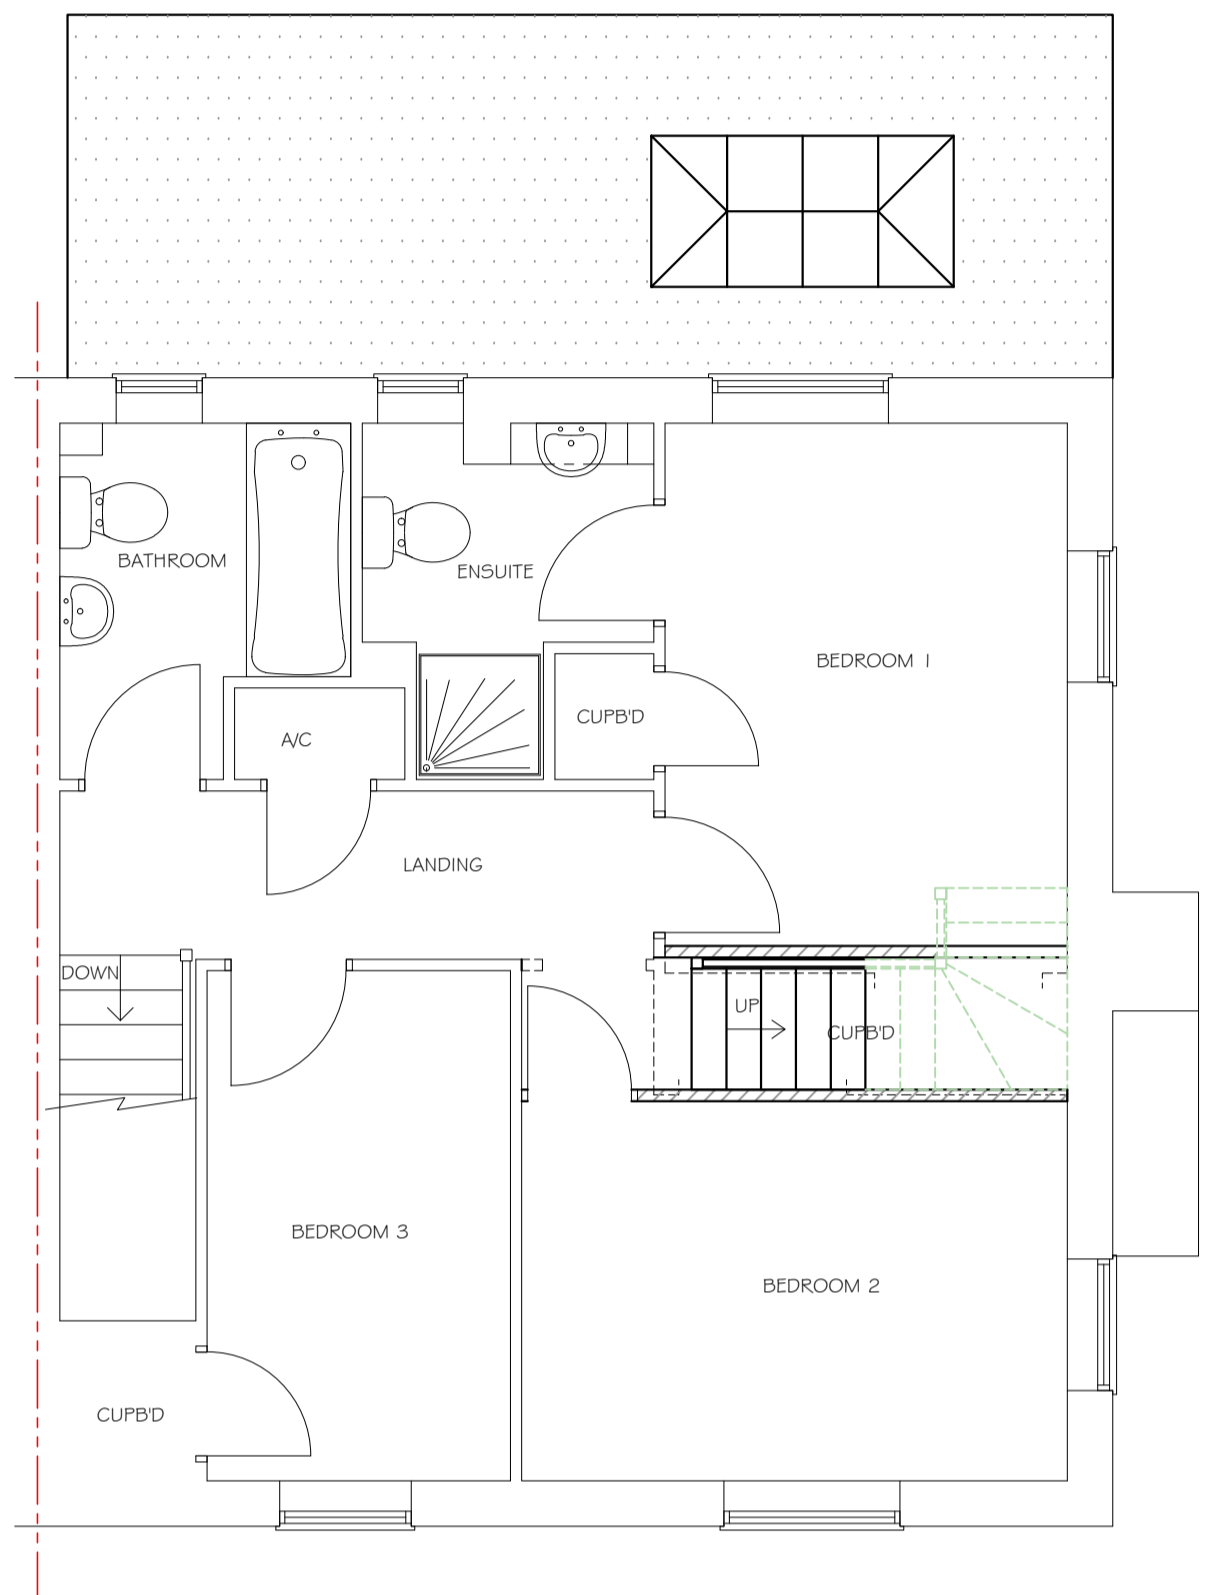 BATHROOM
ENSUITE
BEDROOM 1
CUPB'D
A/C
LANDING
DOWN
UP
CUPB'D
BEDROOM 3
BEDROOM 2
CUPB'D